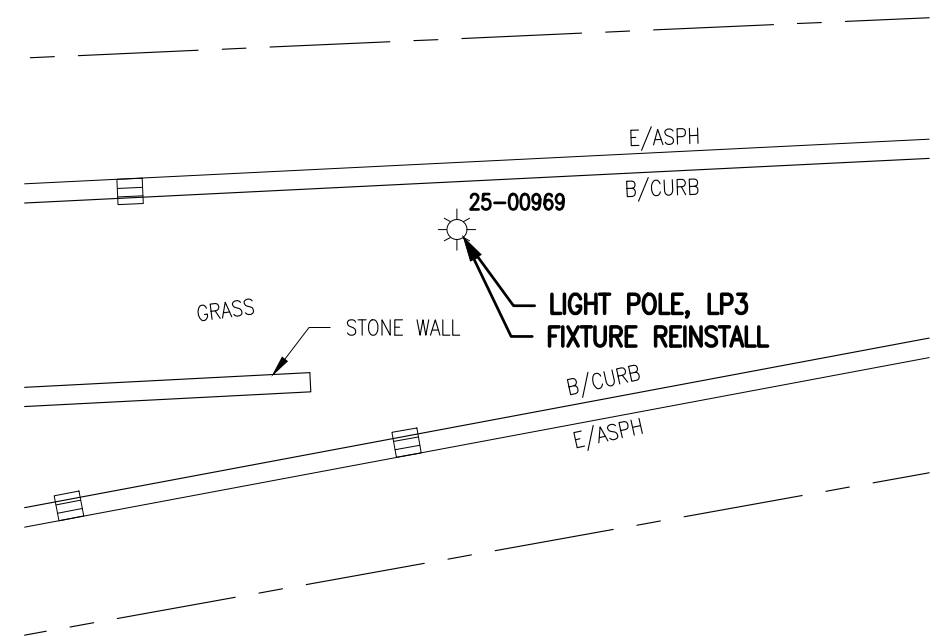 E/ASPH
B/CURB
25-00969
LIGHT POLE, LP3
FIXTURE REINSTALL
GRASS
STONE WALL
B/CURB
E/ASPH